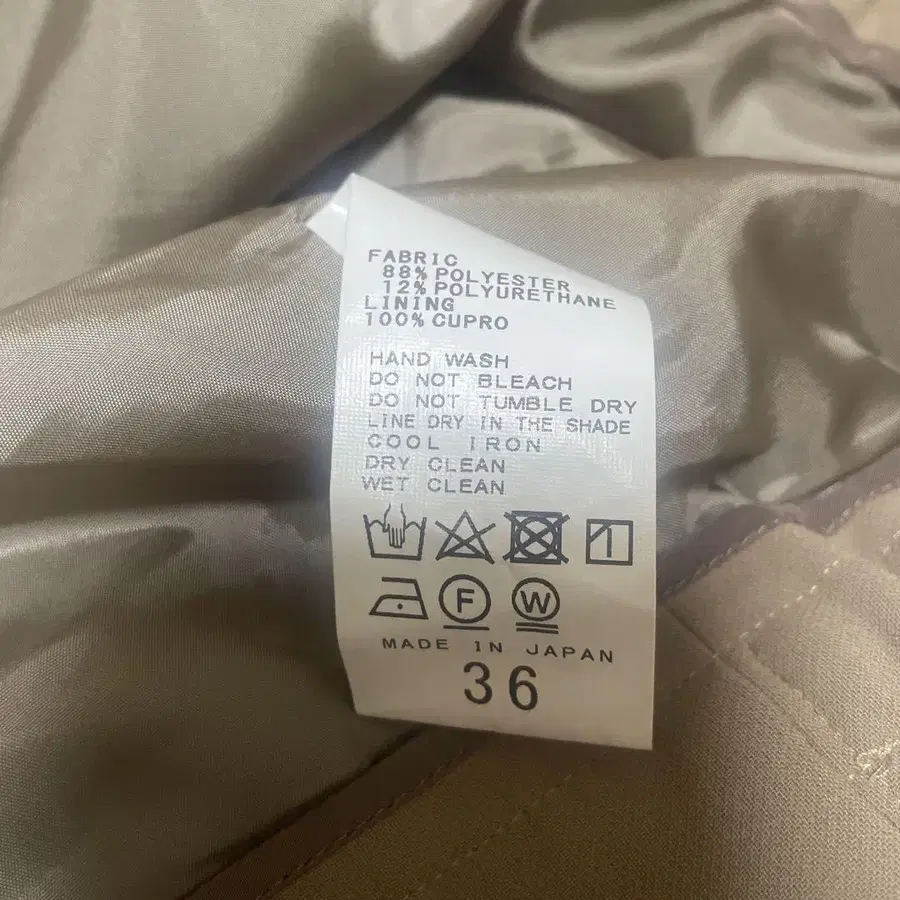 FABRIC
88% POLYESTER
12% POLYURETHANE
LINING
100% CUPRO
HAND WASH
DO NOT BLEACH
DO NOT TUMBLE DRY
LINE DRY IN THE SHADE
COOL IRON
DRY CLEAN
WET CLEAN
F W
MADE IN JAPAN
36